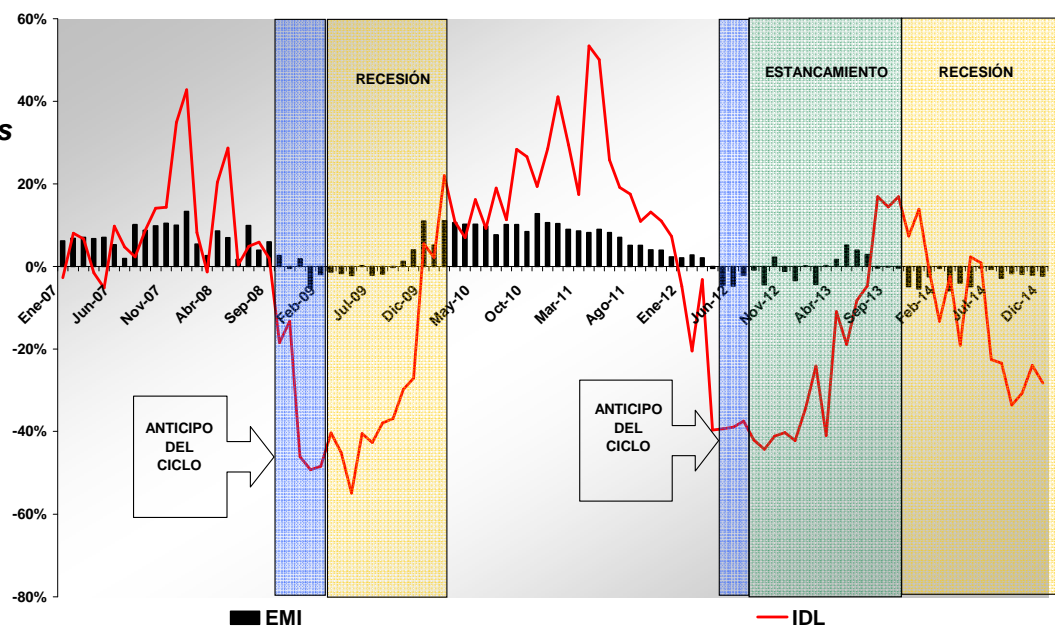 60%
40%
20%
0%
-20%
-40%
-60%
-80%
s
RECESIÓN
ESTANCAMIENTO
RECESIÓN
Ene-07
Jun-07
Nov-07
Abr-08
Sep-08
Feb-09
Jul-09
Dic-09
May-10
Oct-10
Mar-11
Ago-11
Ene-12
Jun-12
Nov-12
Abr-13
Sep-13
Feb-14
Jul-14
Dic-14
ANTICIPO
DEL
CICLO
ANTICIPO
DEL
CICLO
EMI
IDL